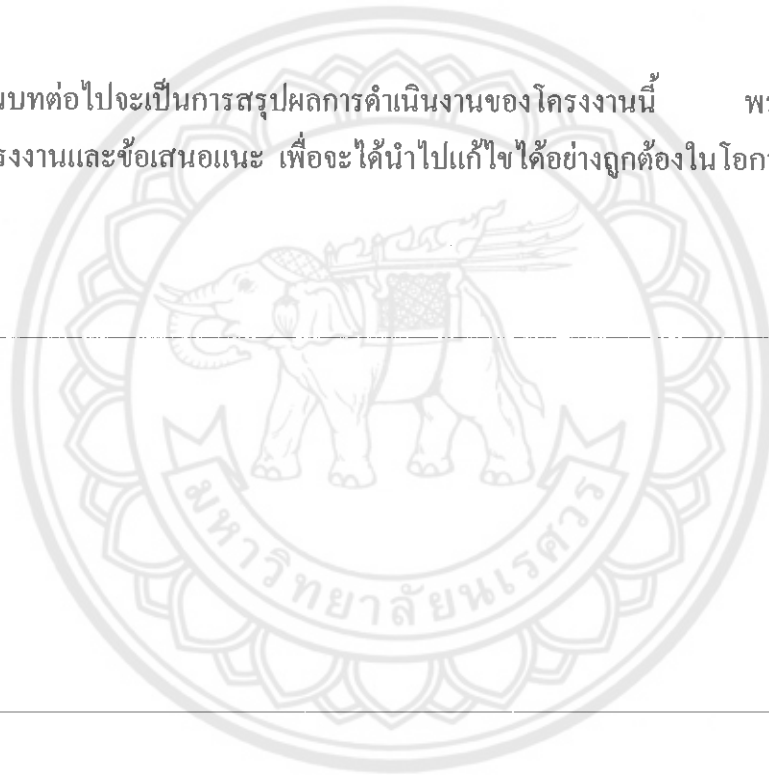 นบทต่อไปจะเป็นการสรุปผลการดำเนินงานของโครงงานนี้ พร
รงงานและข้อเสนอแนะ เพื่อจะได้นำไปแก้ไขได้อย่างถูกต้องในโอกา
มหาวิทยาลัยนเรศวร